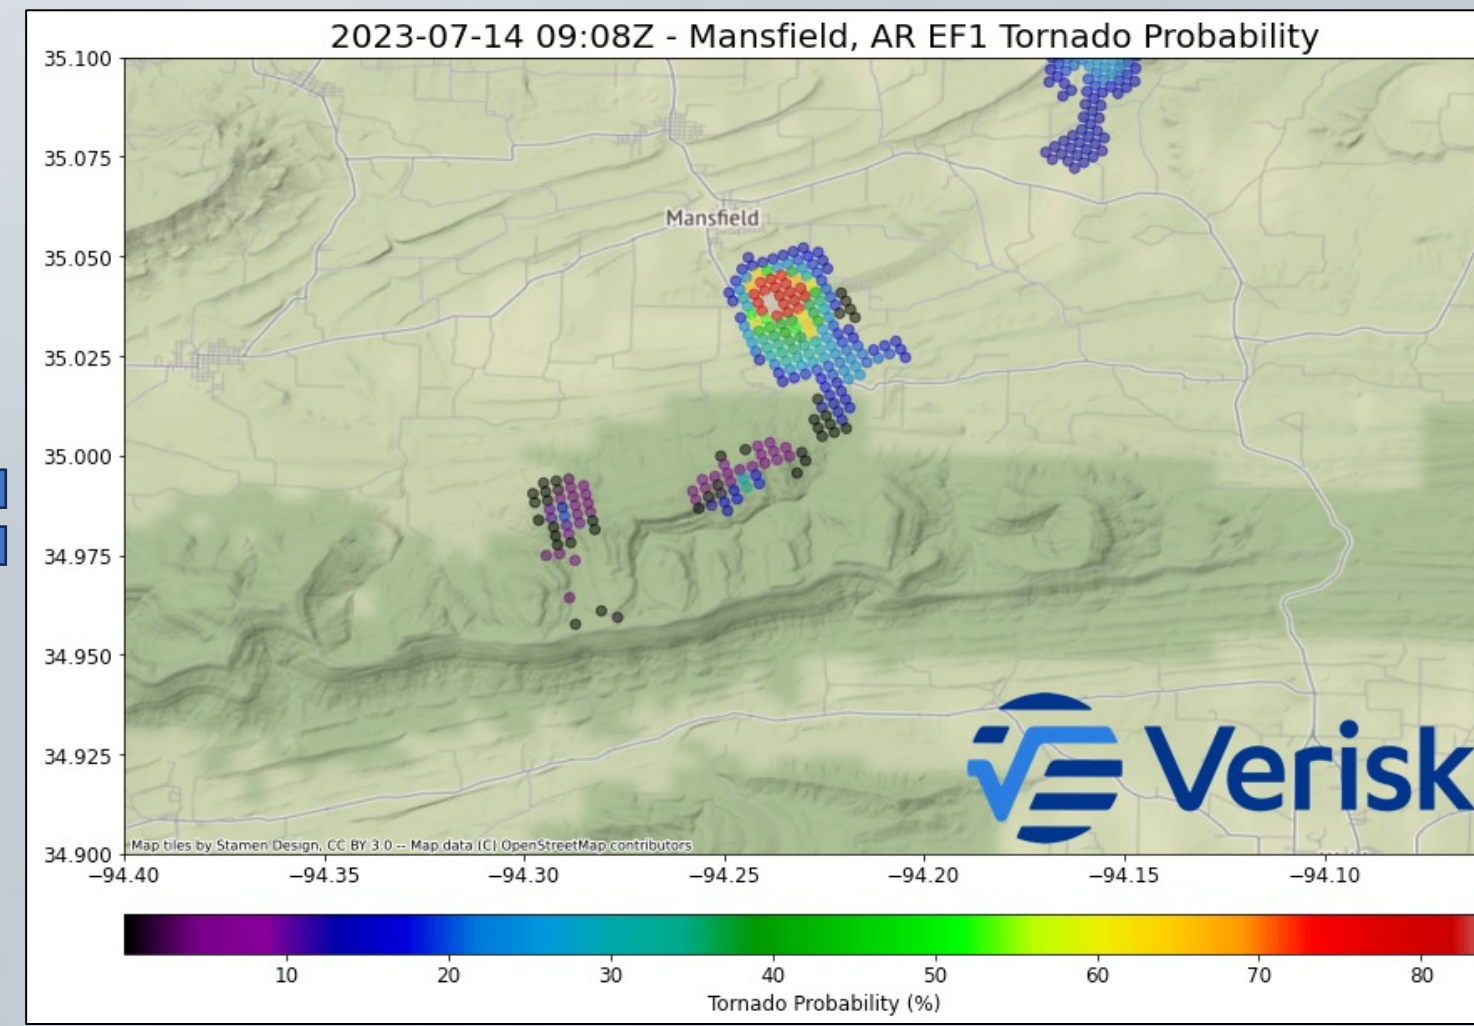 2023-07-14 09:08Z - Mansfield, AR EF1 Tornado Probability
35.100
35.075
35.050
35.025
35.000
34.975
34.950
34.925
34.900
Mansfield
Verisk
Map tiles by Stamen Design, CC BY 3.0 -- Map data (C) OpenStreetMap contributors
−94.40 −94.35 −94.30 −94.25 −94.20 −94.15 −94.10
10 20 30 40 50 60 70 80
Tornado Probability (%)